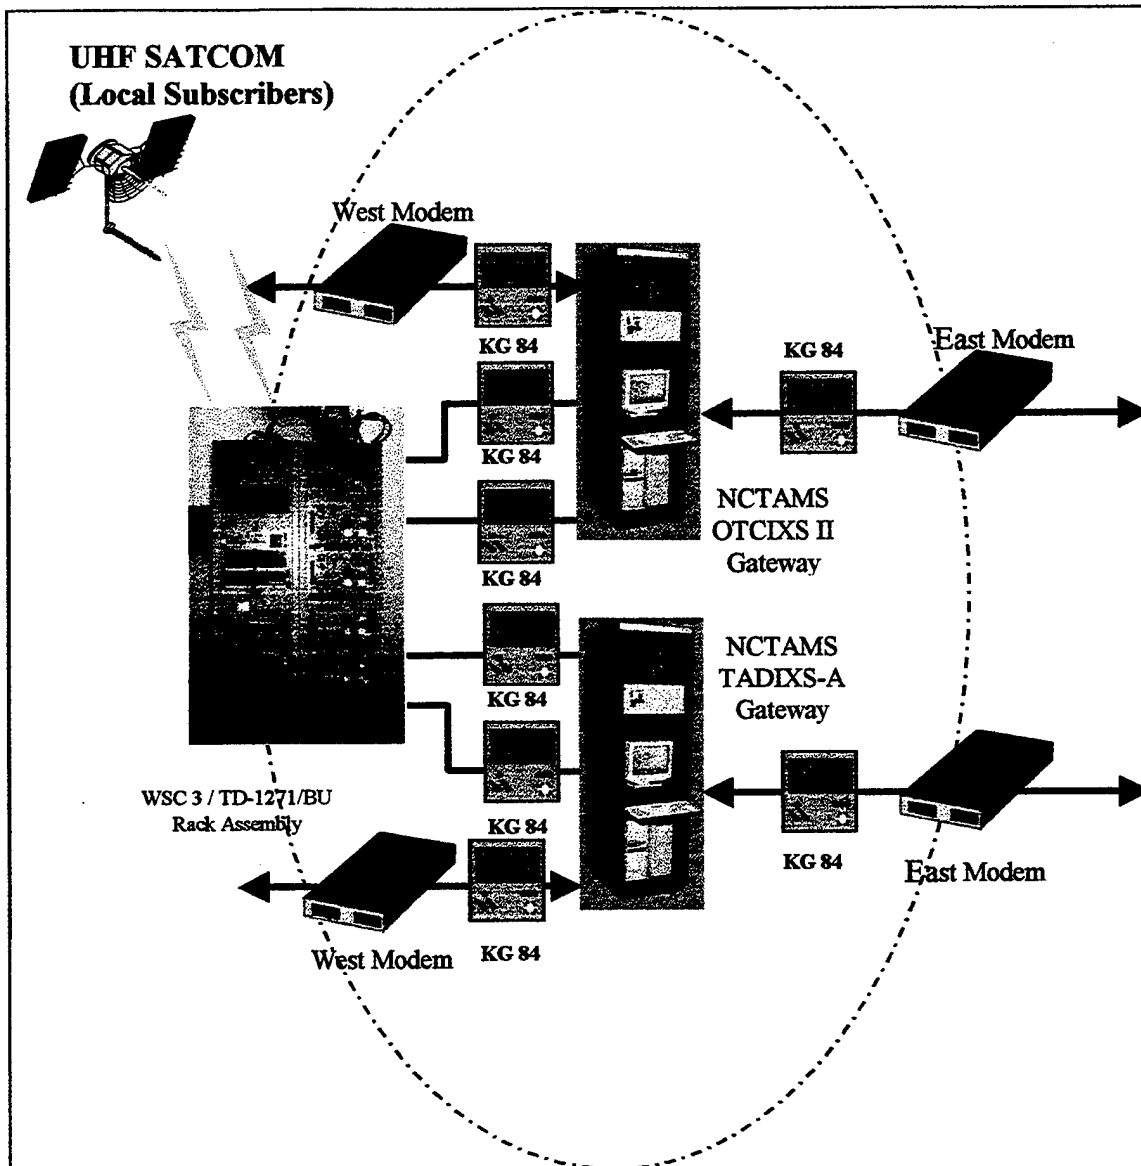 UHF SATCOM
(Local Subscribers)
West Modem
KG 84
KG 84
East Modem
KG 84
KG 84
NCTAMS
OTCIXS II
Gateway
KG 84
NCTAMS
TADIXS-A
Gateway
WSC 3 / TD-1271/BU
Rack Assembly
KG 84
KG 84
East Modem
West Modem
KG 84